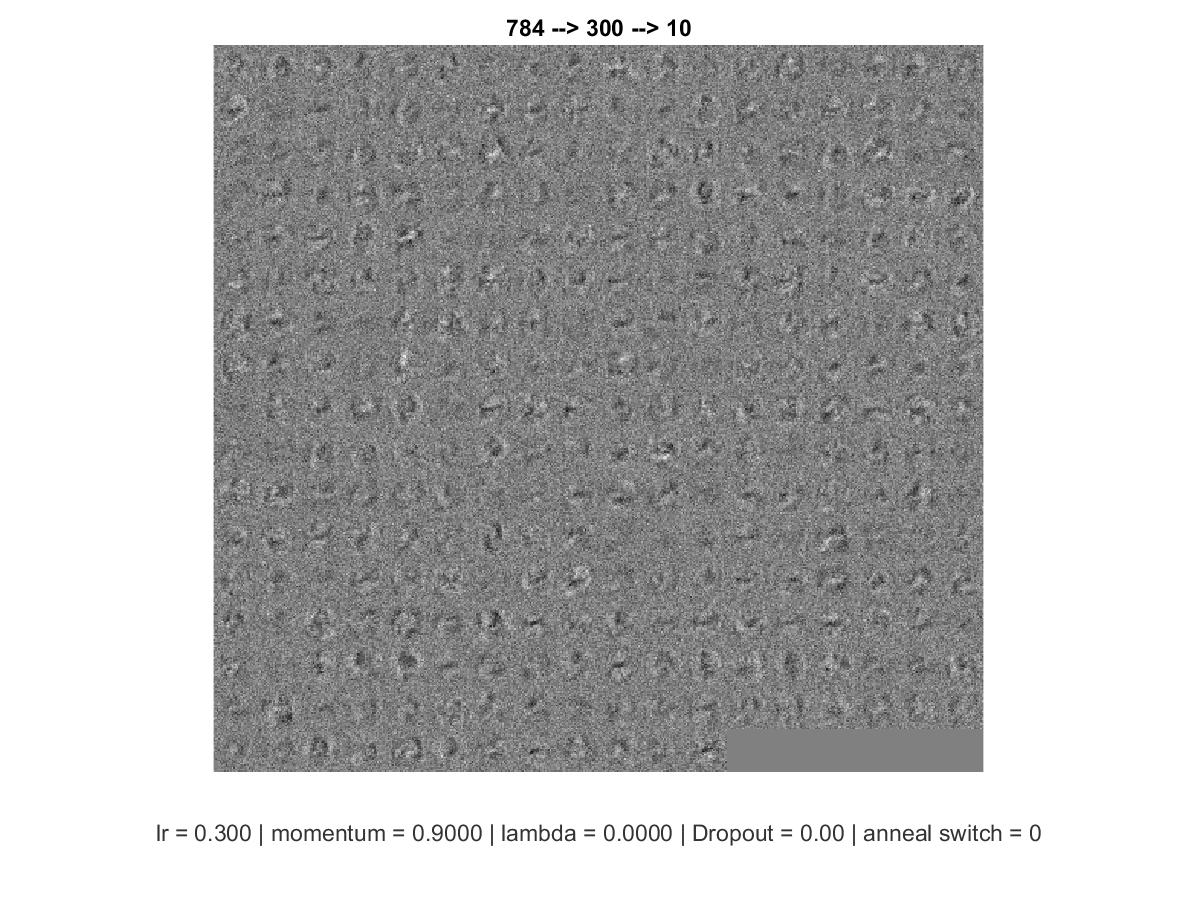 784 --> 300 --> 10
lr = 0.300 | momentum = 0.9000 | lambda = 0.0000 | Dropout = 0.00 | anneal switch = 0